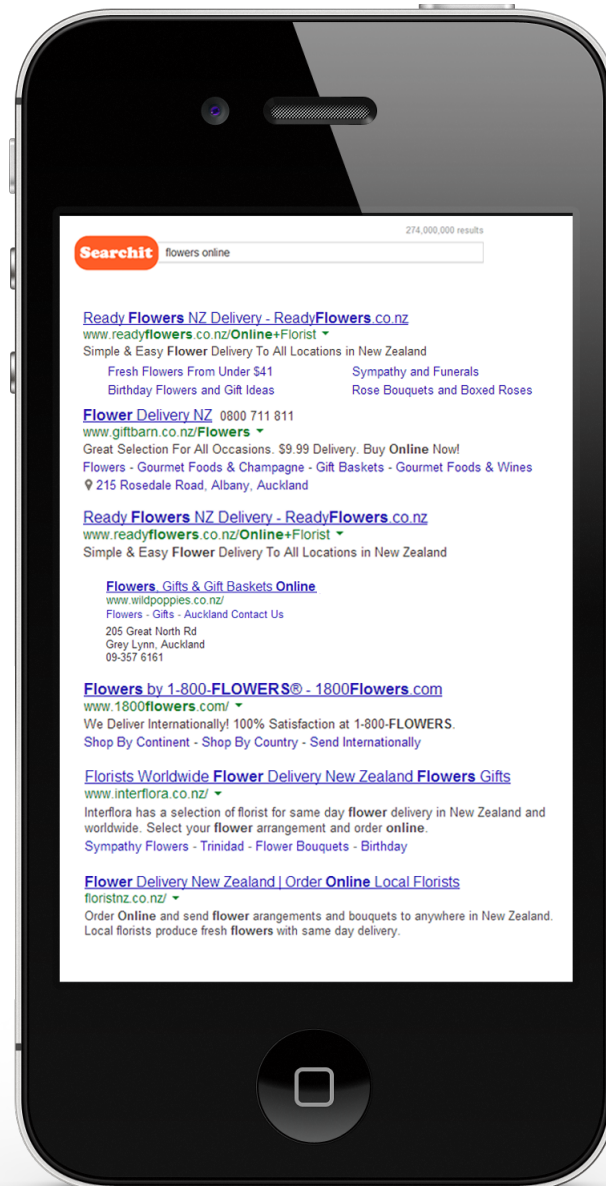 274,000,000 results
Searchit flowers online
Ready Flowers NZ Delivery - ReadyFlowers.co.nz
www.readyflowers.co.nz/Online+Florist
Simple & Easy Flower Delivery To All Locations in New Zealand
Fresh Flowers From Under $41 Sympathy and Funerals
Birthday Flowers and Gift Ideas Rose Bouquets and Boxed Roses
Flower Delivery NZ 0800 711 811
www.giftbarn.co.nz/Flowers
Great Selection For All Occasions. $9.99 Delivery. Buy Online Now!
Flowers - Gourmet Foods & Champagne - Gift Baskets - Gourmet Foods & Wines
215 Rosedale Road, Albany, Auckland
Ready Flowers NZ Delivery - ReadyFlowers.co.nz
www.readyflowers.co.nz/Online+Florist
Simple & Easy Flower Delivery To All Locations in New Zealand
Flowers, Gifts & Gift Baskets Online
www.wildpoppies.co.nz/
Flowers - Gifts - Auckland Contact Us
205 Great North Rd
Grey Lynn, Auckland
09-357 6161
Flowers by 1-800-FLOWERS® - 1800Flowers.com
www.1800flowers.com/
We Deliver Internationally! 100% Satisfaction at 1-800-FLOWERS.
Shop By Continent - Shop By Country - Send Internationally
Florists Worldwide Flower Delivery New Zealand Flowers Gifts
www.interflora.co.nz/
Interflora has a selection of florist for same day flower delivery in New Zealand and
worldwide. Select your flower arrangement and order online.
Sympathy Flowers - Trinidad - Flower Bouquets - Birthday
Flower Delivery New Zealand | Order Online Local Florists
floristnz.co.nz/
Order Online and send flower arangements and bouquets to anywhere in New Zealand.
Local florists produce fresh flowers with same day delivery.